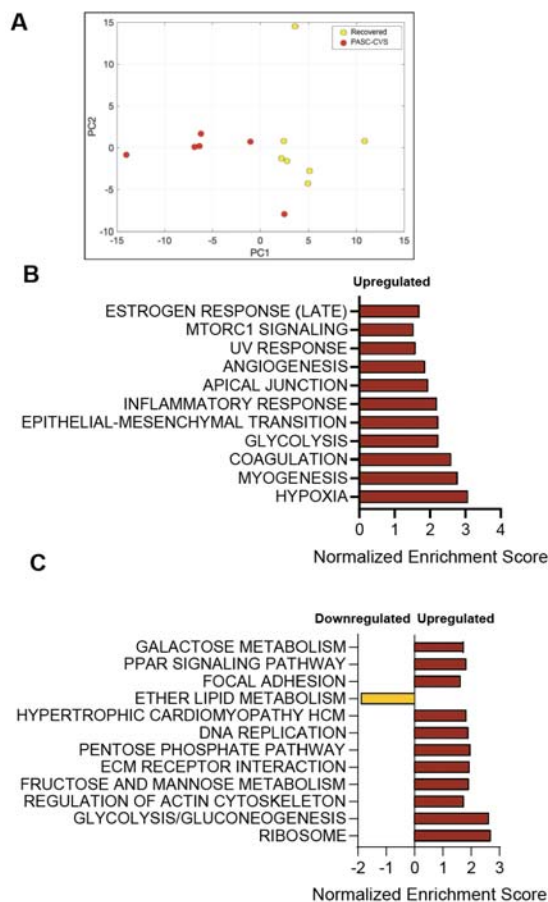 A
Recovered
PASC-CVS
15
10
5
0
-5
-10
PC2
-15 -10 -5 0 5 10 15
PC1
B
Upregulated
ESTROGEN RESPONSE (LATE)
MTORC1 SIGNALING
UV RESPONSE
ANGIOGENESIS
APICAL JUNCTION
INFLAMMATORY RESPONSE
EPITHELIAL-MESENCHYMAL TRANSITION
GLYCOLYSIS
COAGULATION
MYOGENESIS
HYPOXIA
0 1 2 3 4
Normalized Enrichment Score
C
Downregulated Upregulated
GALACTOSE METABOLISM
PPAR SIGNALING PATHWAY
FOCAL ADHESION
ETHER LIPID METABOLISM
HYPERTROPHIC CARDIOMYOPATHY HCM
DNA REPLICATION
PENTOSE PHOSPHATE PATHWAY
ECM RECEPTOR INTERACTION
FRUCTOSE AND MANNOSE METABOLISM
REGULATION OF ACTIN CYTOSKELETON
GLYCOLYSIS/GLUCONEOGENESIS
RIBOSOME
-2 -1 0 1 2 3
Normalized Enrichment Score